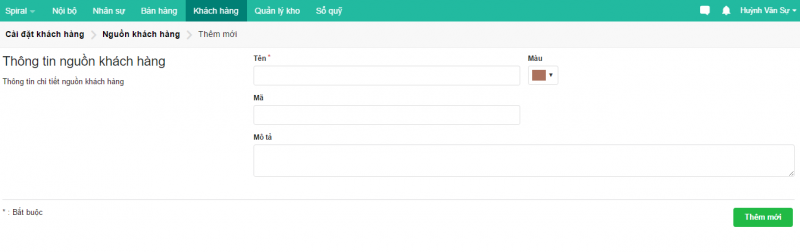 Spiral Nội bộ Nhân sự Bán hàng Khách hàng Quản lý kho Sổ quỹ Huỳnh Văn Sự
Cài đặt khách hàng Nguồn khách hàng Thêm mới
Thông tin nguồn khách hàng
Thông tin chi tiết nguồn khách hàng
Tên * Màu
Mã
Mô tả
* : Bắt buộc
Thêm mới